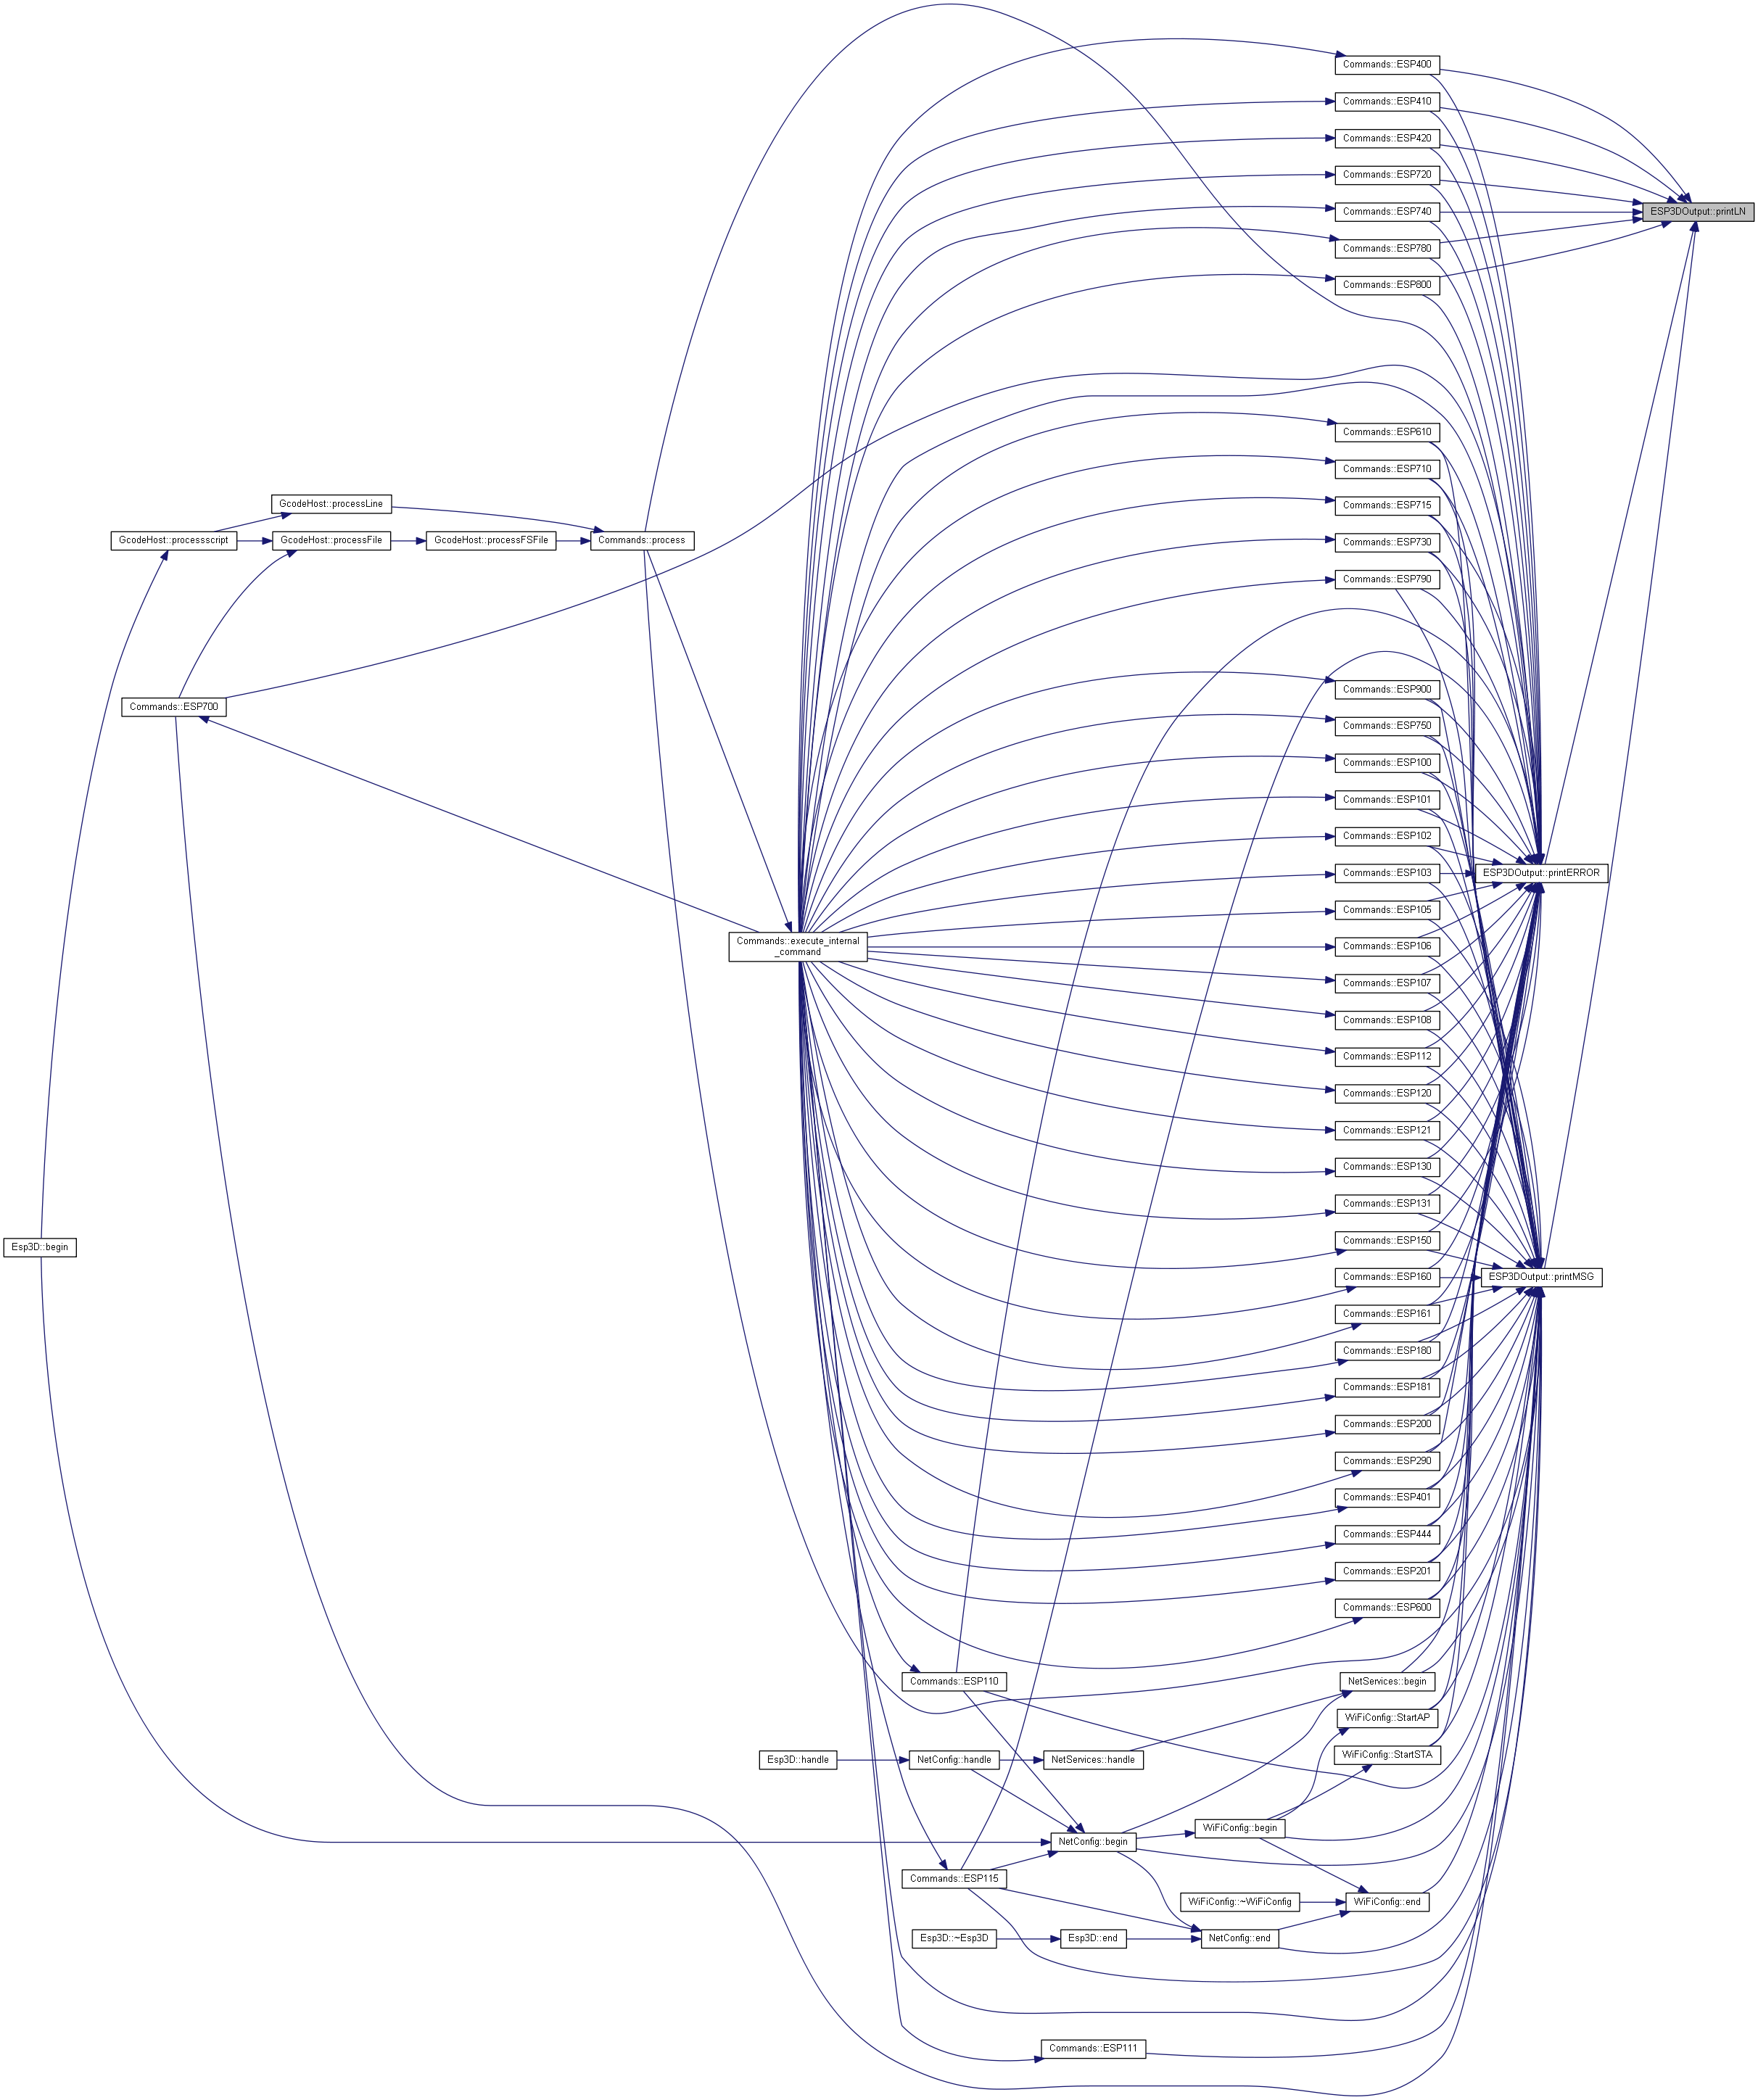 Commands::ESP400
Commands::ESP410
Commands::ESP420
Commands::ESP720
Commands::ESP740
ESP3DOutput::printLN
Commands::ESP780
Commands::ESP800
Commands::ESP610
Commands::ESP710
GcodeHost::processLine
Commands::ESP715
GcodeHost::processscript
GcodeHost::processFile
GcodeHost::processFSFile
Commands::process
Commands::ESP730
Commands::ESP790
Commands::ESP900
Commands::ESP700
Commands::ESP750
Commands::ESP100
Commands::ESP101
Commands::ESP102
Commands::ESP103
ESP3DOutput::printERROR
Commands::ESP105
Commands::execute_internal
_command
Commands::ESP106
Commands::ESP107
Commands::ESP108
Commands::ESP112
Commands::ESP120
Commands::ESP121
Commands::ESP130
Commands::ESP131
Commands::ESP150
Esp3D::begin
Commands::ESP160
ESP3DOutput::printMSG
Commands::ESP161
Commands::ESP180
Commands::ESP181
Commands::ESP200
Commands::ESP290
Commands::ESP401
Commands::ESP444
Commands::ESP201
Commands::ESP600
Commands::ESP110
NetServices::begin
WiFiConfig::StartAP
WiFiConfig::StartSTA
Esp3D::handle
NetConfig::handle
NetServices::handle
WiFiConfig::begin
NetConfig::begin
Commands::ESP115
WiFiConfig::~WiFiConfig
WiFiConfig::end
Esp3D::~Esp3D
Esp3D::end
NetConfig::end
Commands::ESP111